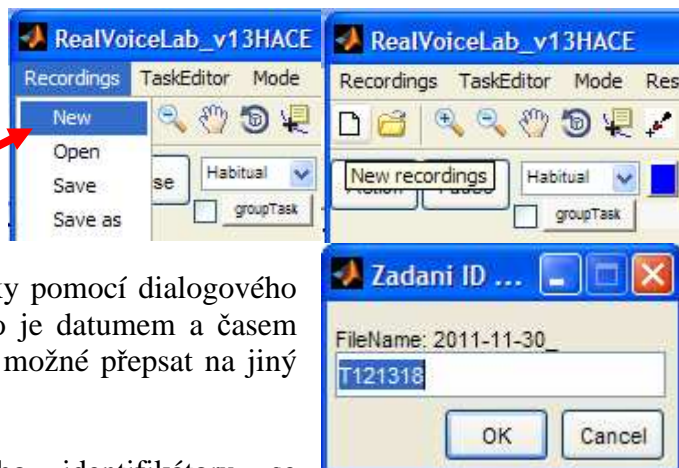 RealVoiceLab_v13HACE
Recordings TaskEditor Mode
New
Open
Save
Save as
se
Habitual
groupTask
RealVoiceLab_v13HACE
Recordings TaskEditor Mode Res
New recordings
Habitual
groupTask
ky pomocí dialogového
o je datumem a časem
možné přepsat na jiný
Zadani ID ...
FileName: 2011-11-30_
T121318
OK Cancel